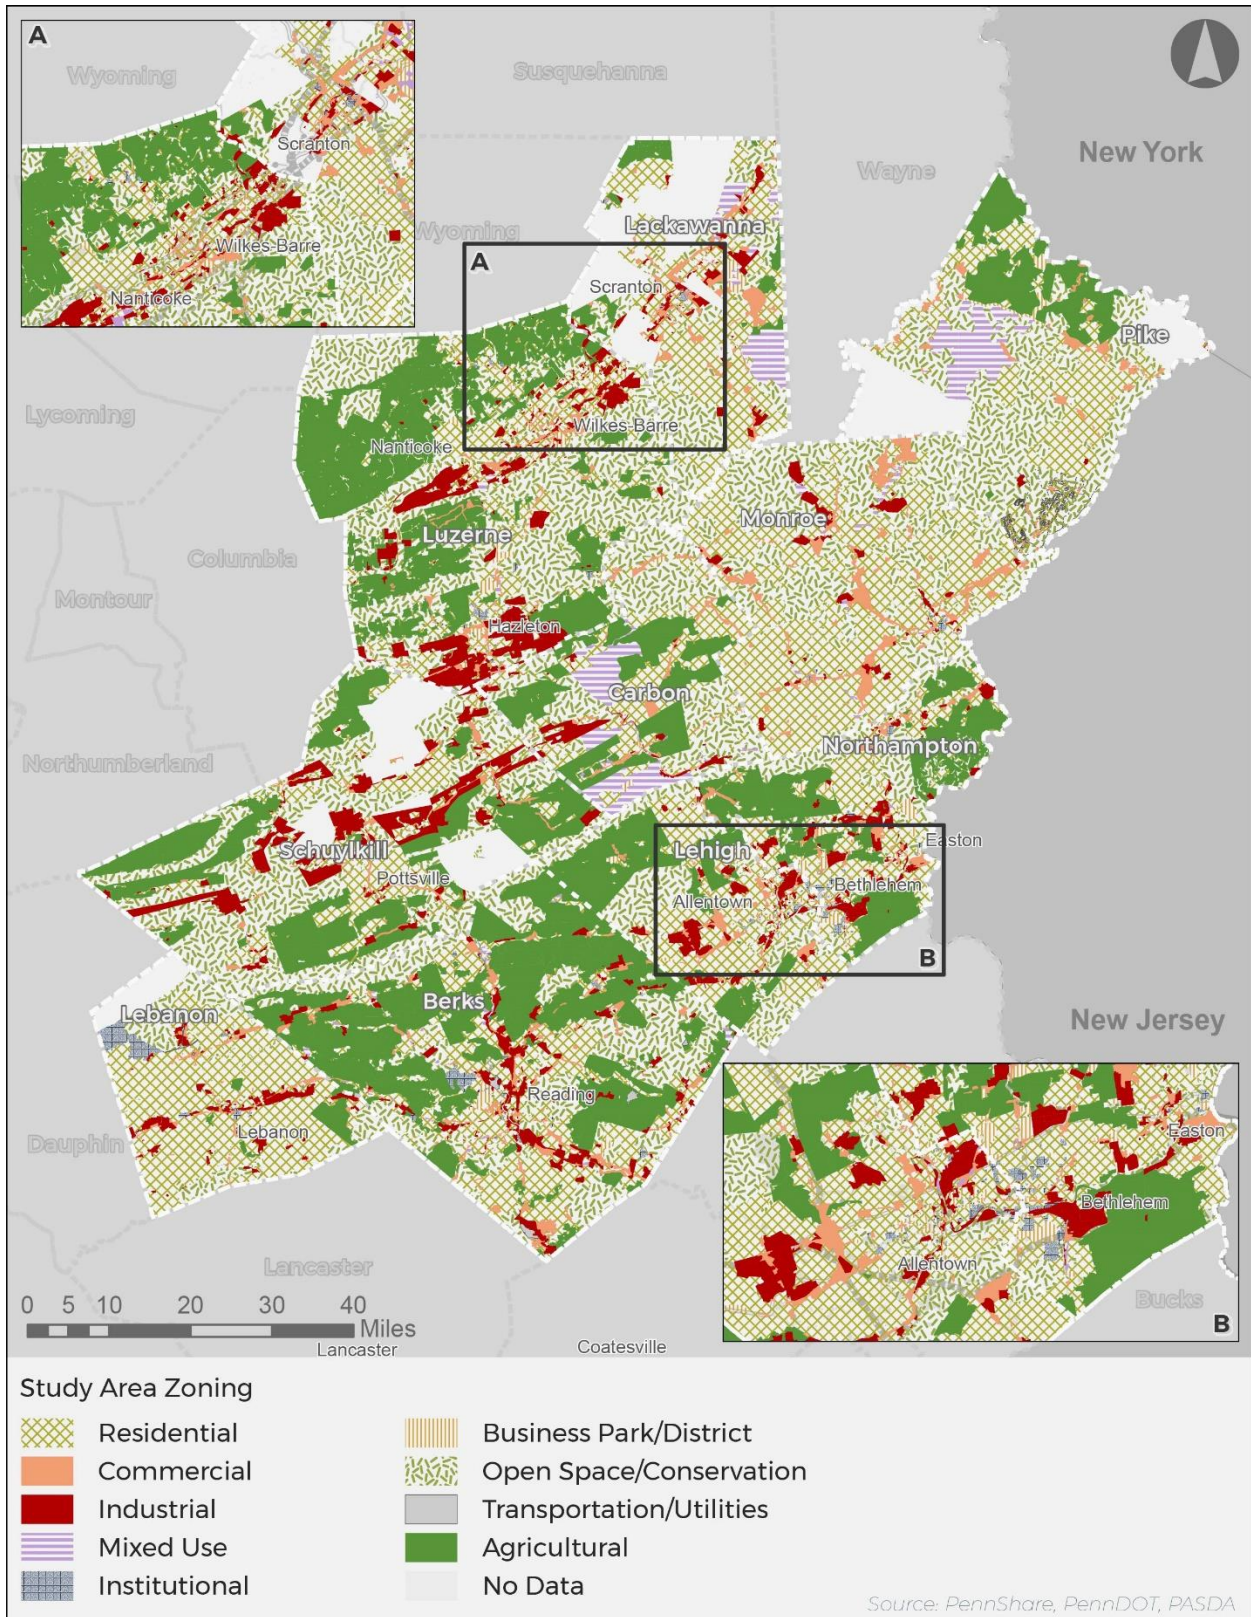 A
Wyoming
Scranton
Wilkes-Barre
Nanticoke
Susquehanna
New York
Wayne
Lackawanna
Wyoming
A
Scranton
Pike
Lycoming
Wilkes-Barre
Nanticoke
Monroe
Luzerne
Columbia
Montour
Hazleton
Carbon
Northampton
Northumberland
Easton
Lehigh
Schuylkill
Pottsville
Bethlehem
Allentown
B
Berks
Lebanon
New Jersey
Reading
Lebanon
Dauphin
Easton
Bethlehem
Allentown
Bucks
B
Lancaster
0 5 10 20 30 40
Miles
Lancaster
Coatesville
Study Area Zoning
Residential
Commercial
Industrial
Mixed Use
Institutional
Business Park/District
Open Space/Conservation
Transportation/Utilities
Agricultural
No Data
Source: PennShare, PennDOT, PASDA